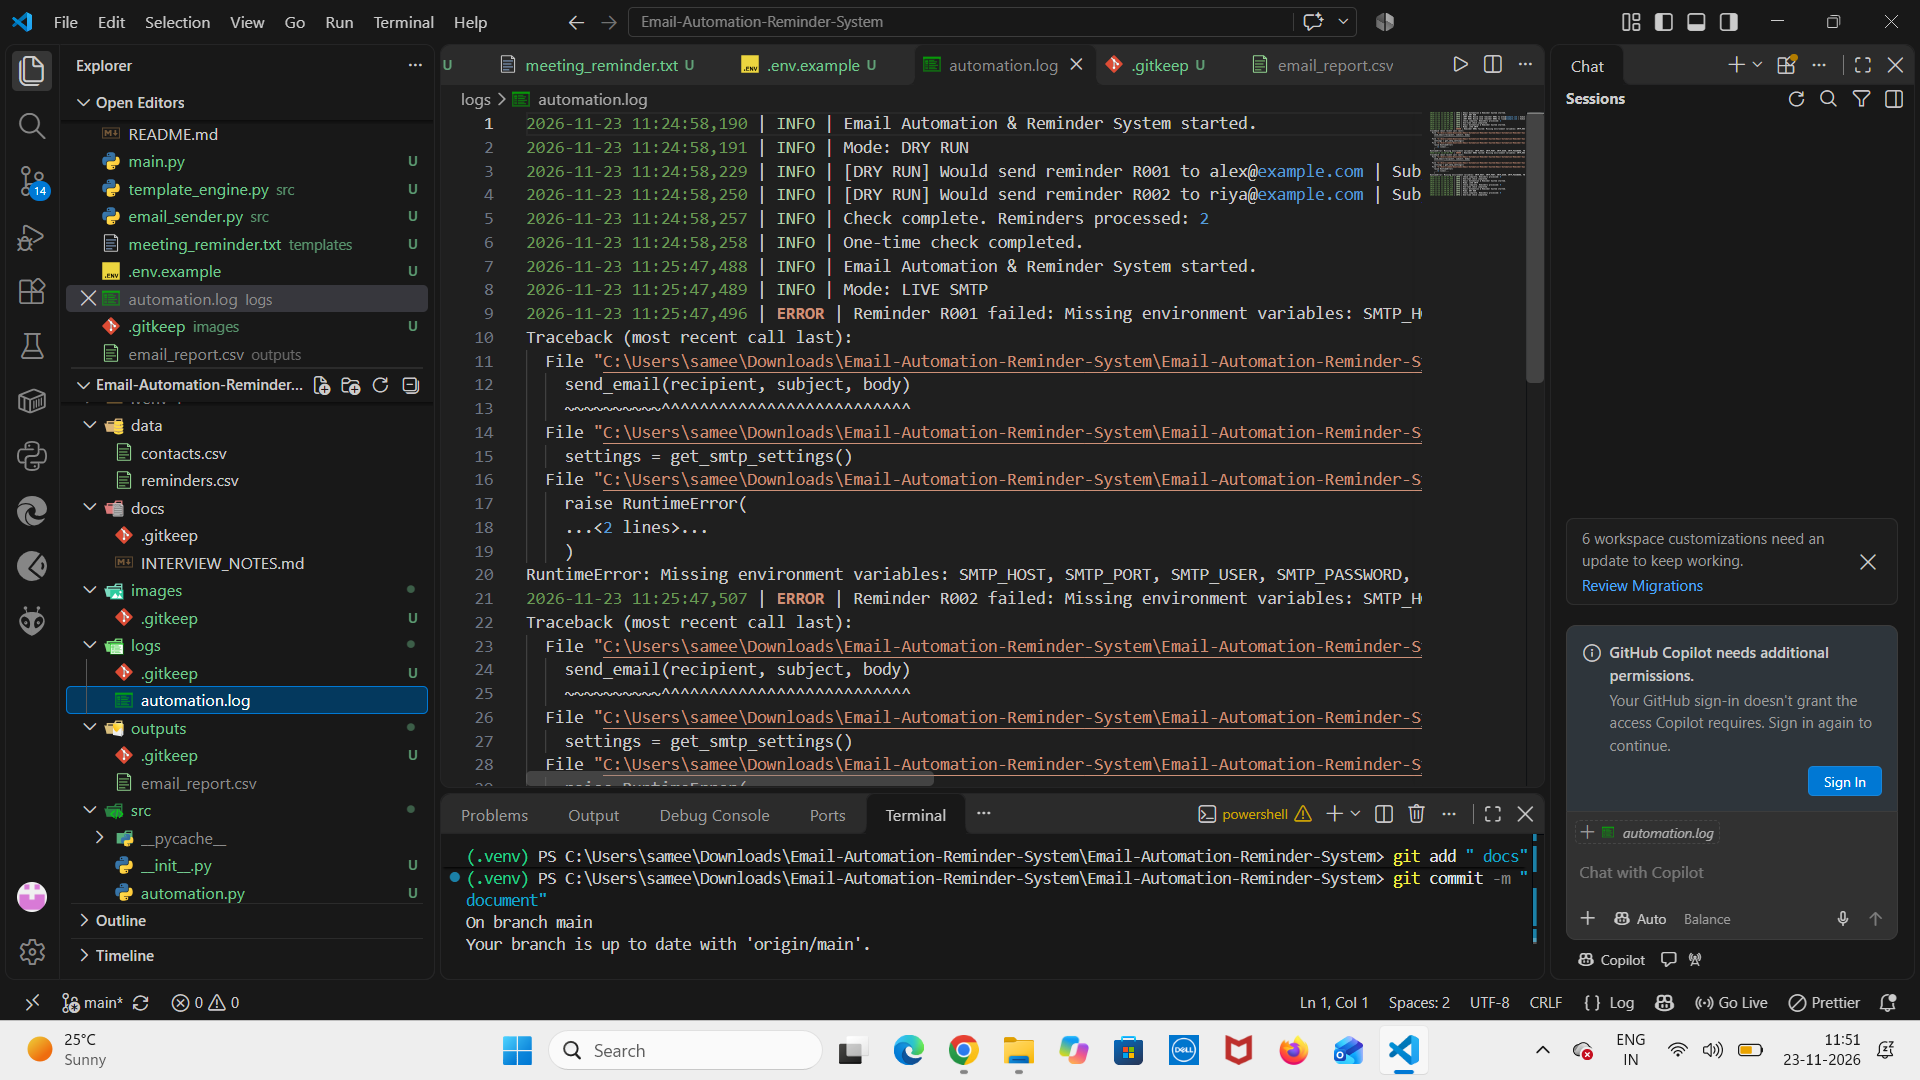 File Edit Selection View Go Run Terminal Help
Email-Automation-Reminder-System
Explorer
Open Editors
README.md
main.py U
template_engine.py src U
email_sender.py src U
meeting_reminder.txt templates U
.env.example U
automation.log logs
.gitkeep images U
email_report.csv outputs
Email-Automation-Reminder...
data
contacts.csv
reminders.csv
docs
.gitkeep
INTERVIEW_NOTES.md
images
.gitkeep U
logs
.gitkeep U
automation.log
outputs
.gitkeep U
email_report.csv
src
__pycache__
__init__.py U
automation.py U
Outline
Timeline
14
U meeting_reminder.txt U .env.example U automation.log .gitkeep U email_report.csv
logs > automation.log
1 2026-11-23 11:24:58,190 | INFO | Email Automation & Reminder System started.
2 2026-11-23 11:24:58,191 | INFO | Mode: DRY RUN
3 2026-11-23 11:24:58,229 | INFO | [DRY RUN] Would send reminder R001 to alex@example.com | Sub
4 2026-11-23 11:24:58,250 | INFO | [DRY RUN] Would send reminder R002 to riya@example.com | Sub
5 2026-11-23 11:24:58,257 | INFO | Check complete. Reminders processed: 2
6 2026-11-23 11:24:58,258 | INFO | One-time check completed.
7 2026-11-23 11:25:47,488 | INFO | Email Automation & Reminder System started.
8 2026-11-23 11:25:47,489 | INFO | Mode: LIVE SMTP
9 2026-11-23 11:25:47,496 | ERROR | Reminder R001 failed: Missing environment variables: SMTP_H
10 Traceback (most recent call last):
11 File "C:\Users\samee\Downloads\Email-Automation-Reminder-System\Email-Automation-Reminder-S
12 send_email(recipient, subject, body)
13 ~~~~~~~~~~^^^^^^^^^^^^^^^^^^^^^^^^^^
14 File "C:\Users\samee\Downloads\Email-Automation-Reminder-System\Email-Automation-Reminder-S
15 settings = get_smtp_settings()
16 File "C:\Users\samee\Downloads\Email-Automation-Reminder-System\Email-Automation-Reminder-S
17 raise RuntimeError(
18 ...<2 lines>...
19 )
20 RuntimeError: Missing environment variables: SMTP_HOST, SMTP_PORT, SMTP_USER, SMTP_PASSWORD,
21 2026-11-23 11:25:47,507 | ERROR | Reminder R002 failed: Missing environment variables: SMTP_H
22 Traceback (most recent call last):
23 File "C:\Users\samee\Downloads\Email-Automation-Reminder-System\Email-Automation-Reminder-S
24 send_email(recipient, subject, body)
25 ~~~~~~~~~~^^^^^^^^^^^^^^^^^^^^^^^^^^
26 File "C:\Users\samee\Downloads\Email-Automation-Reminder-System\Email-Automation-Reminder-S
27 settings = get_smtp_settings()
28 File "C:\Users\samee\Downloads\Email-Automation-Reminder-System\Email-Automation-Reminder-S
Problems Output Debug Console Ports Terminal
powershell
(.venv) PS C:\Users\samee\Downloads\Email-Automation-Reminder-System\Email-Automation-Reminder-System> git add " docs"
(.venv) PS C:\Users\samee\Downloads\Email-Automation-Reminder-System\Email-Automation-Reminder-System> git commit -m "
document"
On branch main
Your branch is up to date with 'origin/main'.
Chat
Sessions
6 workspace customizations need an
update to keep working.
Review Migrations
GitHub Copilot needs additional
permissions.
Your GitHub sign-in doesn't grant the
access Copilot requires. Sign in again to
continue.
Sign In
automation.log
Chat with Copilot
Auto Balance
Copilot
main* 0 0
Ln 1, Col 1 Spaces: 2 UTF-8 CRLF Log Go Live Prettier
25°C
Sunny
Search
DELL
ENG
IN
11:51
23-11-2026